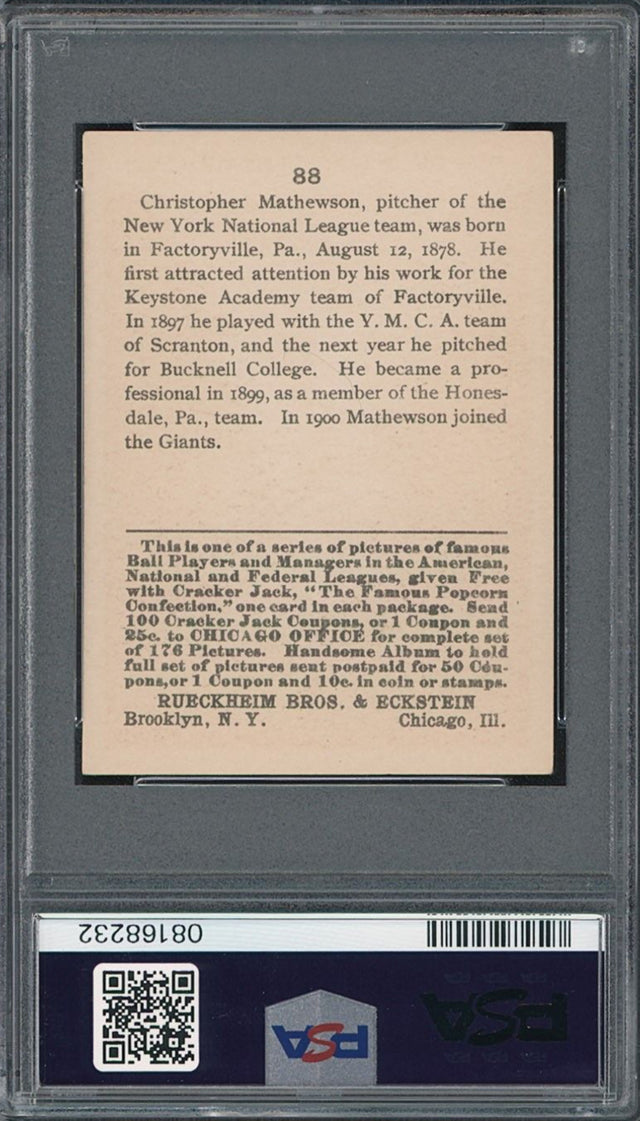 88
Christopher Mathewson, pitcher of the
New York National League team, was born
in Factoryville, Pa., August 12, 1878. He
first attracted attention by his work for the
Keystone Academy team of Factoryville.
In 1897 he played with the Y. M. C. A. team
of Scranton, and the next year he pitched
for Bucknell College. He became a pro-
fessional in 1899, as a member of the Hones-
dale, Pa., team. In 1900 Mathewson joined
the Giants.
This is one of a series of pictures of famous
Ball Players and Managers in the American,
National and Federal Leagues, given Free
with Cracker Jack, "The Famous Popcorn
Confection," one card in each package. Send
100 Cracker Jack Coupons, or 1 Coupon and
25c. to CHICAGO OFFICE for complete set
of 176 Pictures. Handsome Album to hold
full set of pictures sent postpaid for 50 Cou-
pons, or 1 Coupon and 10c. in coin or stamps.
RUECKHEIM BROS. & ECKSTEIN
Brooklyn, N. Y. Chicago, Ill.
08168232
PSA
PSA